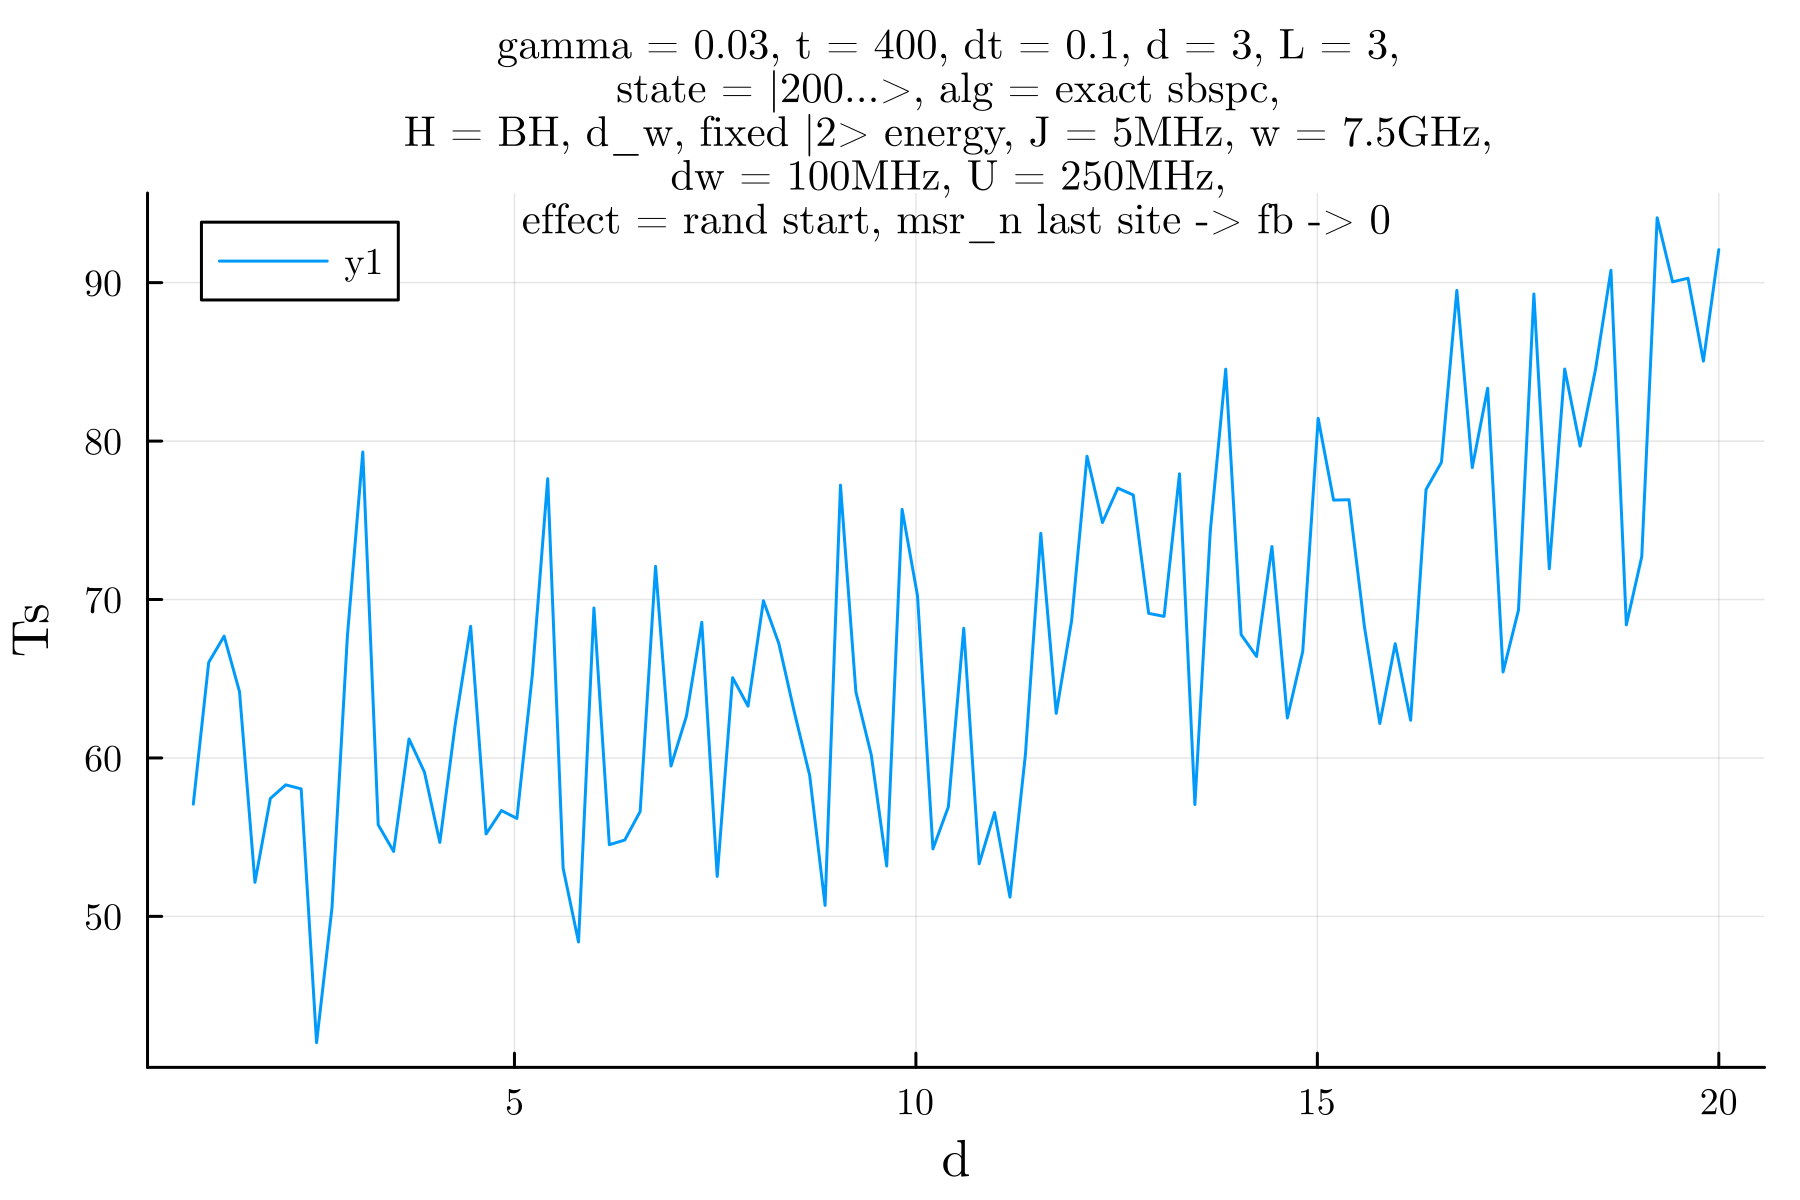 gamma = 0.03, t = 400, dt = 0.1, d = 3, L = 3,
state = |200...>, alg = exact sbspc,
H = BH, d_w, fixed |2> energy, J = 5MHz, w = 7.5GHz,
dw = 100MHz, U = 250MHz,
effect = rand start, msr_n last site -> fb -> 0
y1
90
80
70
60
50
Ts
5
10
15
20
d